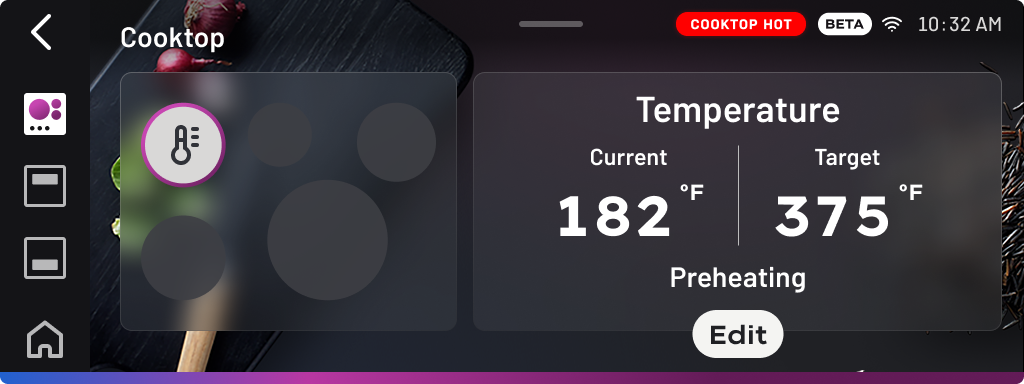 Cooktop
COOKTOP HOT
BETA
10:32 AM
Temperature
Current
Target
182 °F
375 °F
Preheating
Edit